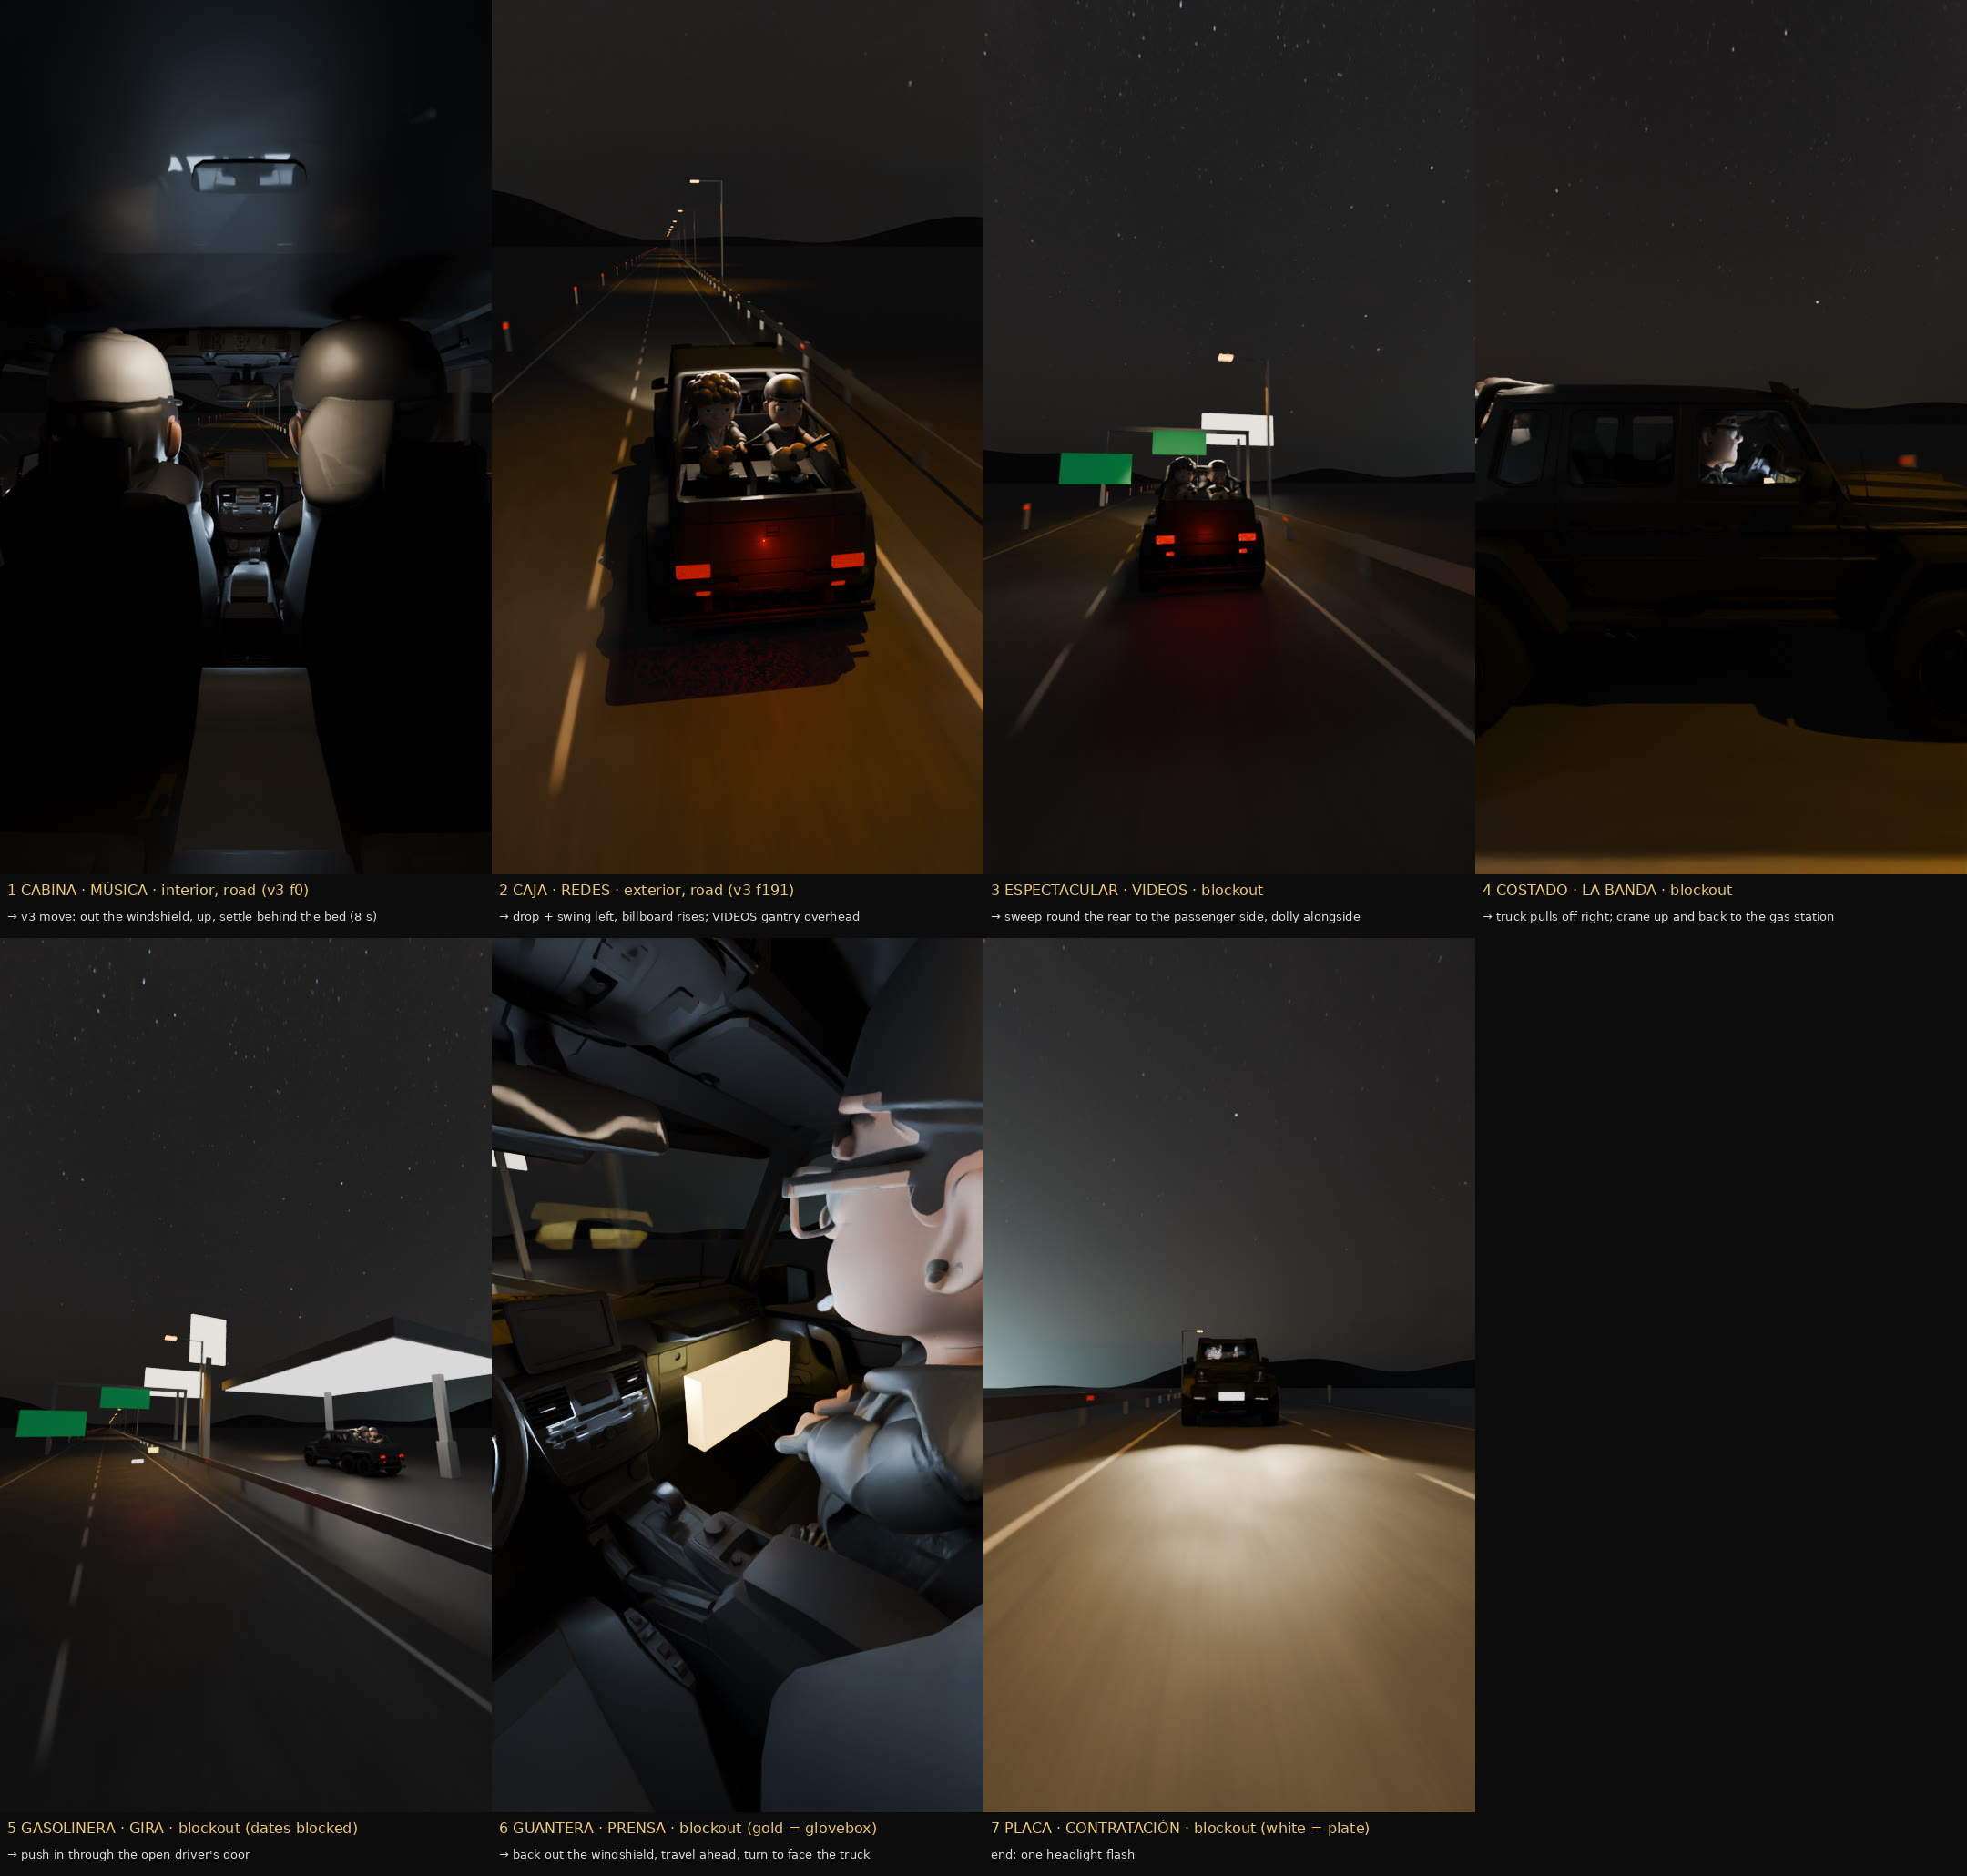 1 CABINA · MÚSICA · interior, road (v3 f0)
→ v3 move: out the windshield, up, settle behind the bed (8 s)
2 CAJA · REDES · exterior, road (v3 f191)
→ drop + swing left, billboard rises; VIDEOS gantry overhead
3 ESPECTACULAR · VIDEOS · blockout
→ sweep round the rear to the passenger side, dolly alongside
4 COSTADO · LA BANDA · blockout
→ truck pulls off right; crane up and back to the gas station
5 GASOLINERA · GIRA · blockout (dates blocked)
→ push in through the open driver's door
6 GUANTERA · PRENSA · blockout (gold = glovebox)
→ back out the windshield, travel ahead, turn to face the truck
7 PLACA · CONTRATACIÓN · blockout (white = plate)
end: one headlight flash